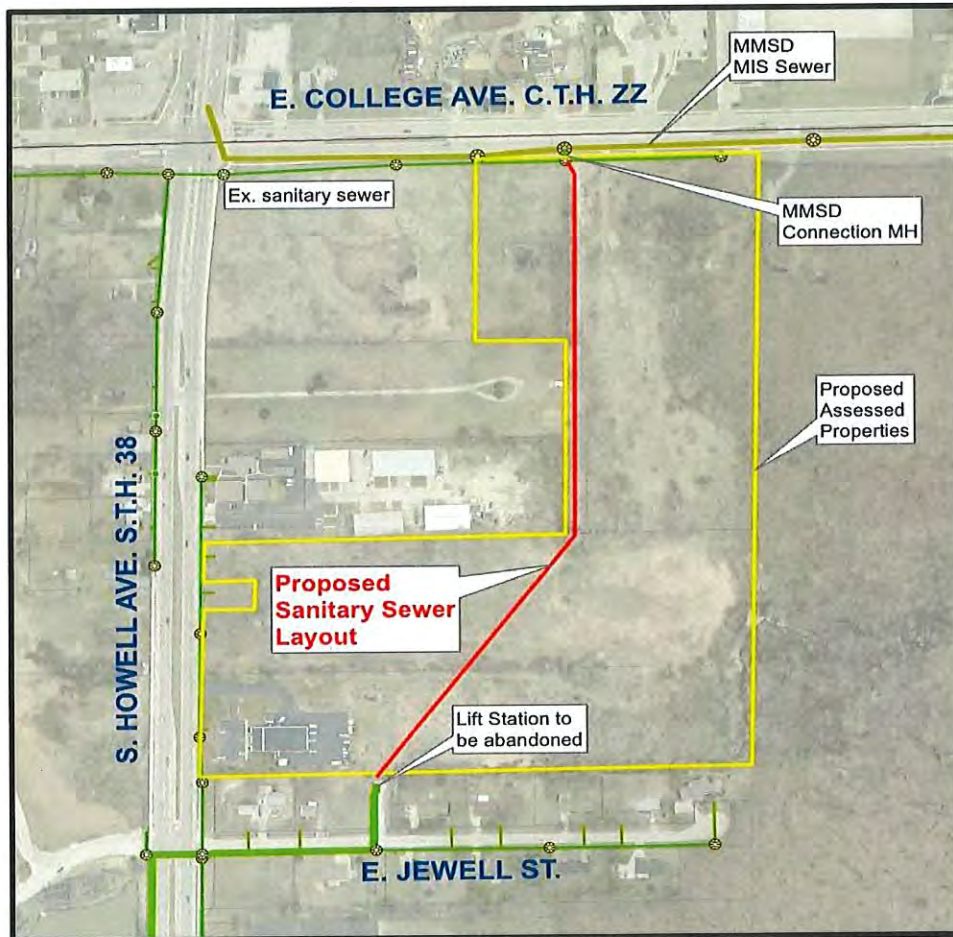 MMSD
MIS Sewer
E. COLLEGE AVE. C.T.H. ZZ
Ex. sanitary sewer
MMSD
Connection MH
Proposed
Assessed
Properties
S. HOWELL AVE. S.T.H. 38
Proposed
Sanitary Sewer
Layout
Lift Station to
be abandoned
E. JEWELL ST.